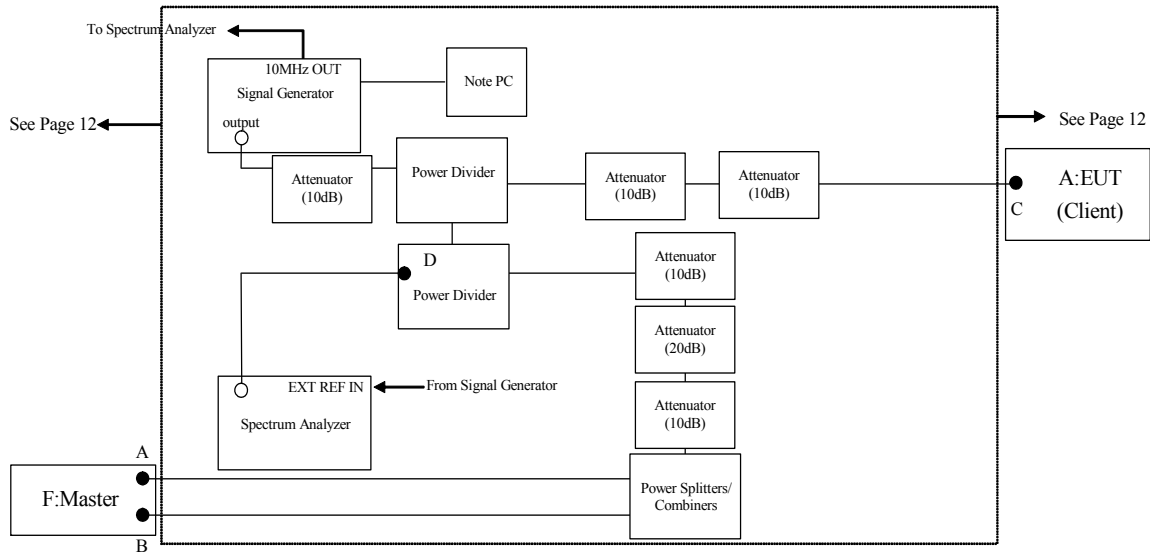 To Spectrum Analyzer
10MHz OUT
Signal Generator
output
Note PC
See Page 12
See Page 12
Attenuator
(10dB)
Power Divider
Attenuator
(10dB)
Attenuator
(10dB)
A:EUT
(Client)
C
D
Power Divider
Attenuator
(10dB)
Attenuator
(20dB)
EXT REF IN
From Signal Generator
Spectrum Analyzer
Attenuator
(10dB)
A
F:Master
B
Power Splitters/
Combiners